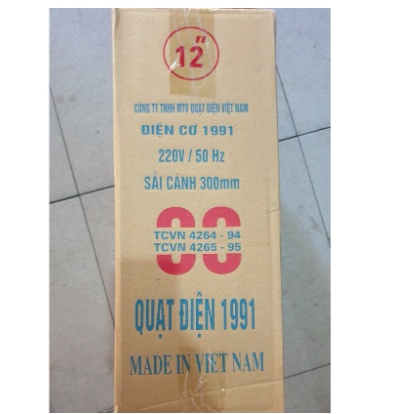 12"
CÔNG TY TNHH MTV QUẠT ĐIỆN VIỆT NAM
ĐIỆN CƠ 1991
220V / 50 Hz
SẢI CÁNH 300mm
TCVN 4264 - 94
TCVN 4265 - 95
QUẠT ĐIỆN 1991
MADE IN VIET NAM